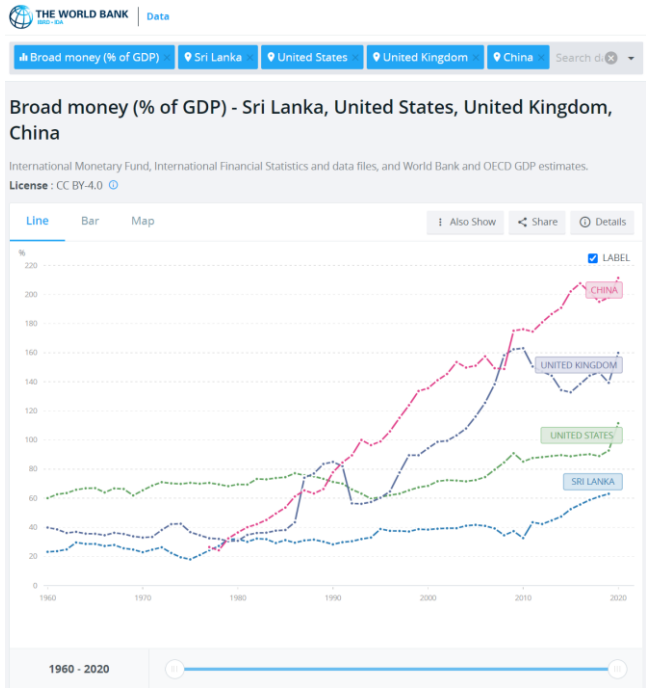 THE WORLD BANK
IBRD • IDA
Data
Broad money (% of GDP) ×
Sri Lanka ×
United States ×
United Kingdom ×
China ×
Broad money (% of GDP) - Sri Lanka, United States, United Kingdom,
China
International Monetary Fund, International Financial Statistics and data files, and World Bank and OECD GDP estimates.
License : CC BY-4.0
Line
Bar
Map
Also Show
Share
Details
%
LABEL
220
200
180
160
140
120
100
80
60
40
20
0
CHINA
UNITED KINGDOM
UNITED STATES
SRI LANKA
1960
1970
1980
1990
2000
2010
2020
1960 - 2020